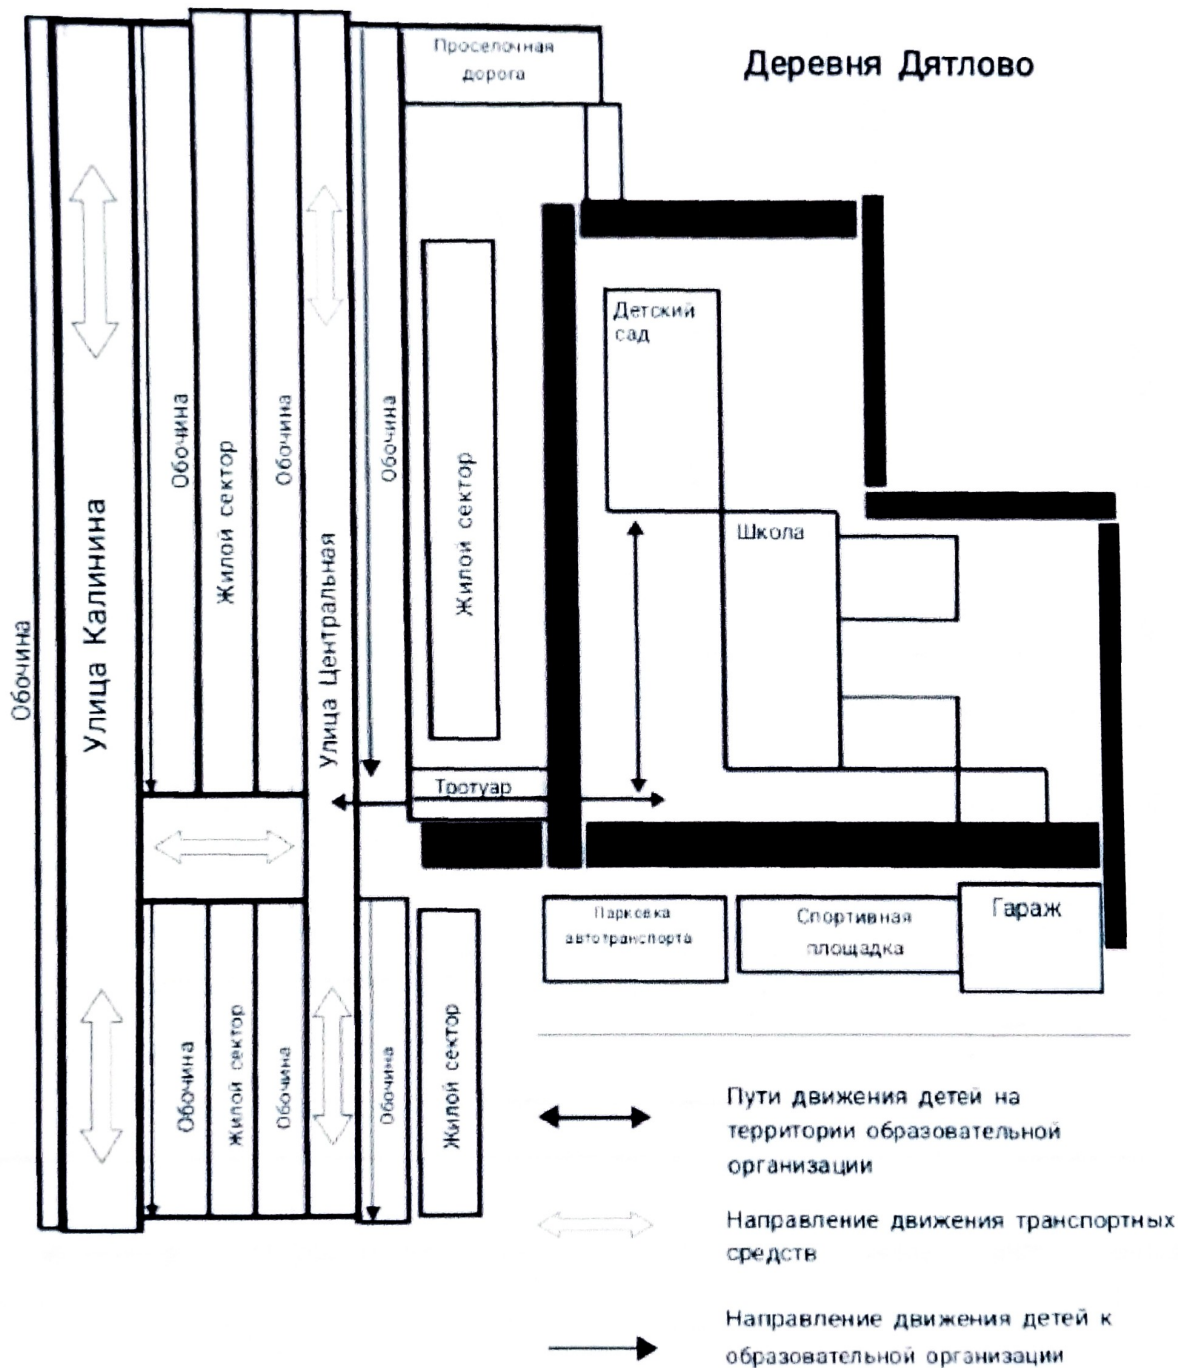 Деревня Дятлово
Проселочная
дорога
Детский
сад
Школа
Обочина
Улица Калинина
Обочина
Жилой сектор
Обочина
Улица Центральная
Обочина
Жилой сектор
Тротуар
Парковка
автотранспорта
Спортивная
площадка
Гараж
Обочина
Жилой сектор
Обочина
Обочина
Жилой сектор
Пути движения детей на
территории образовательной
организации
Направление движения транспортных
средств
Направление движения детей к
образовательной организации